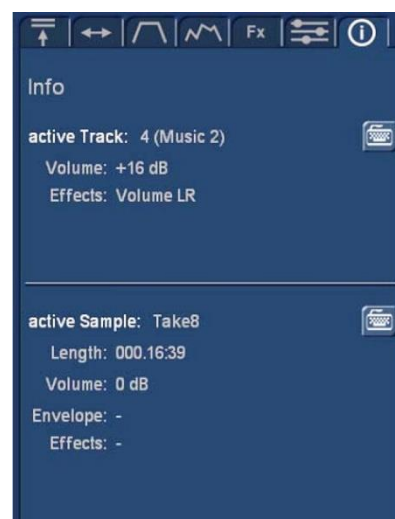 Fx
Info
active Track: 4 (Music 2)
Volume: +16 dB
Effects: Volume LR
active Sample: Take8
Length: 000.16:39
Volume: 0 dB
Envelope: -
Effects: -